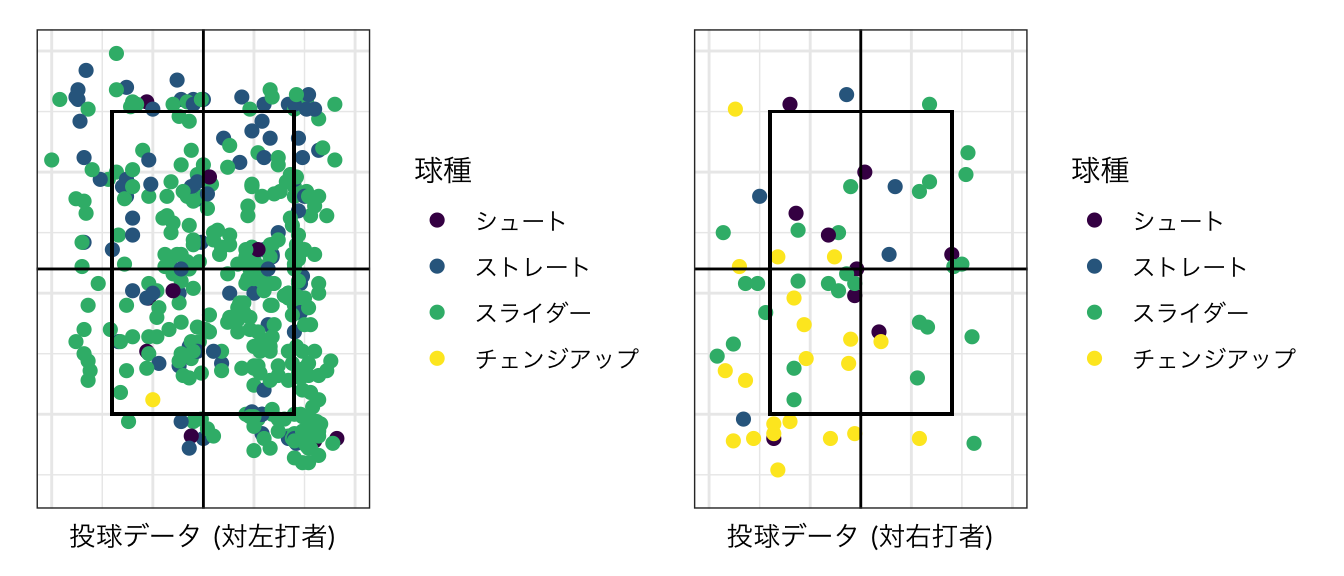 球種
シュート
ストレート
スライダー
チェンジアップ
投球データ (対左打者)
球種
シュート
ストレート
スライダー
チェンジアップ
投球データ (対右打者)